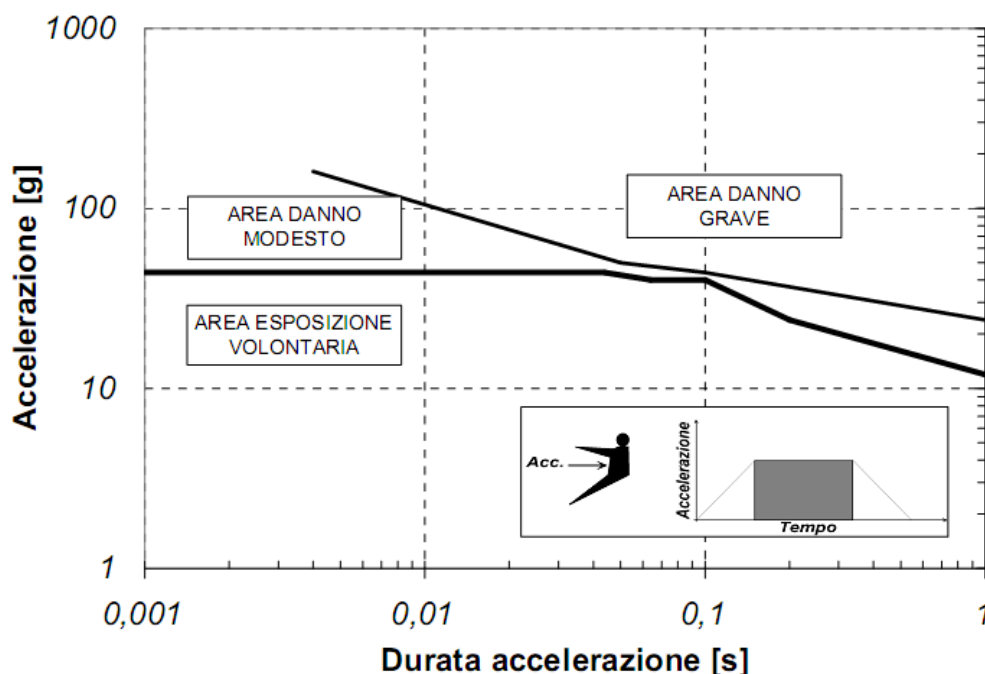 1000
100
10
1
Accelerazione [g]
AREA DANNO
MODESTO
AREA DANNO
GRAVE
AREA ESPOSIZIONE
VOLONTARIA
Acc.
Accelerazione
Tempo
0,001
0,01
0,1
1
Durata accelerazione [s]